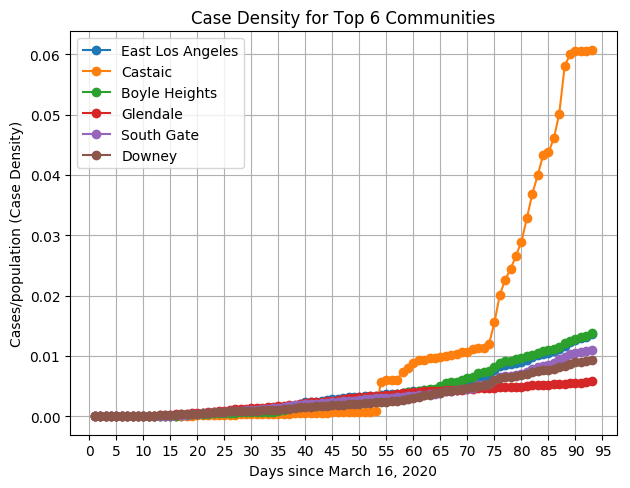 Case Density for Top 6 Communities
East Los Angeles
Castaic
Boyle Heights
Glendale
South Gate
Downey
Cases/population (Case Density)
0.06
0.05
0.04
0.03
0.02
0.01
0.00
0 5 10 15 20 25 30 35 40 45 50 55 60 65 70 75 80 85 90 95
Days since March 16, 2020